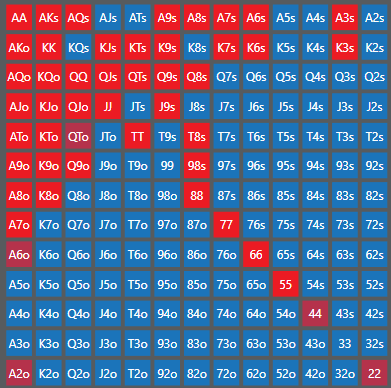 AA AKs AQs AJs ATs A9s A8s A7s A6s A5s A4s A3s A2s
AKo KK KQs KJs KTs K9s K8s K7s K6s K5s K4s K3s K2s
AQo KQo QQ QJs QTs Q9s Q8s Q7s Q6s Q5s Q4s Q3s Q2s
AJo KJo QJo JJ JTs J9s J8s J7s J6s J5s J4s J3s J2s
ATo KTo QTo JTo TT T9s T8s T7s T6s T5s T4s T3s T2s
A9o K9o Q9o J9o T9o 99 98s 97s 96s 95s 94s 93s 92s
A8o K8o Q8o J8o T8o 98o 88 87s 86s 85s 84s 83s 82s
A7o K7o Q7o J7o T7o 97o 87o 77 76s 75s 74s 73s 72s
A6o K6o Q6o J6o T6o 96o 86o 76o 66 65s 64s 63s 62s
A5o K5o Q5o J5o T5o 95o 85o 75o 65o 55 54s 53s 52s
A4o K4o Q4o J4o T4o 94o 84o 74o 64o 54o 44 43s 42s
A3o K3o Q3o J3o T3o 93o 83o 73o 63o 53o 43o 33 32s
A2o K2o Q2o J2o T2o 92o 82o 72o 62o 52o 42o 32o 22